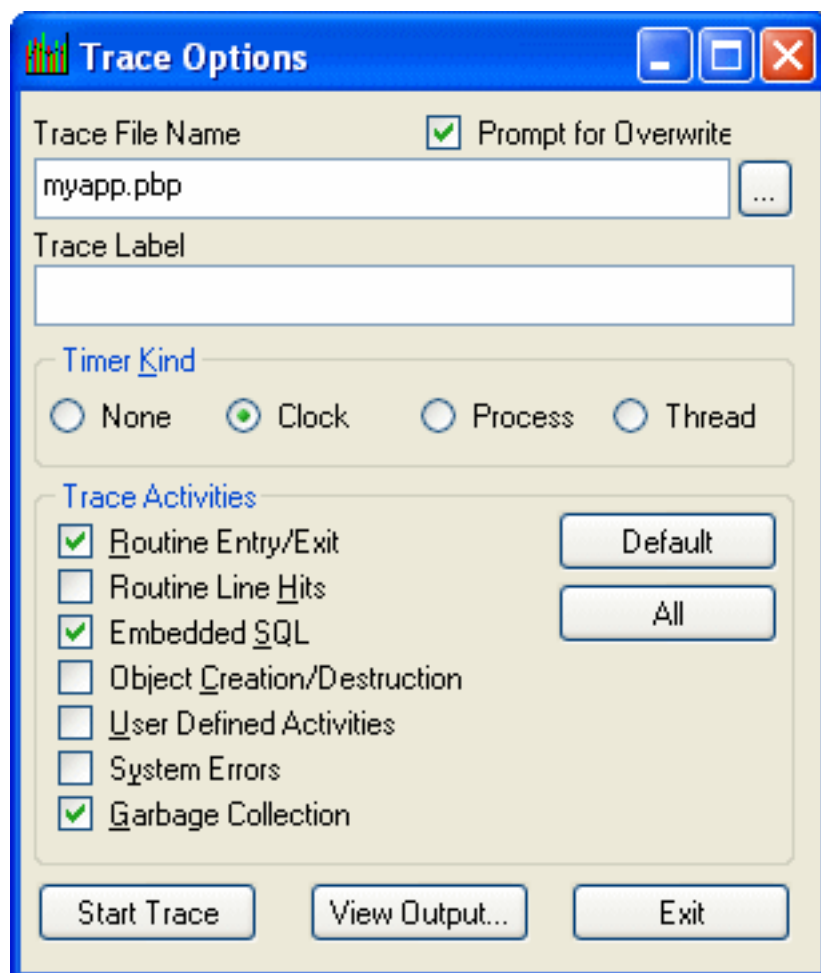 Trace Options
Trace File Name
Prompt for Overwrite
myapp.pbp
...
Trace Label
Timer Kind
None
Clock
Process
Thread
Trace Activities
Routine Entry/Exit
Default
Routine Line Hits
All
Embedded SQL
Object Creation/Destruction
User Defined Activities
System Errors
Garbage Collection
Start Trace
View Output...
Exit